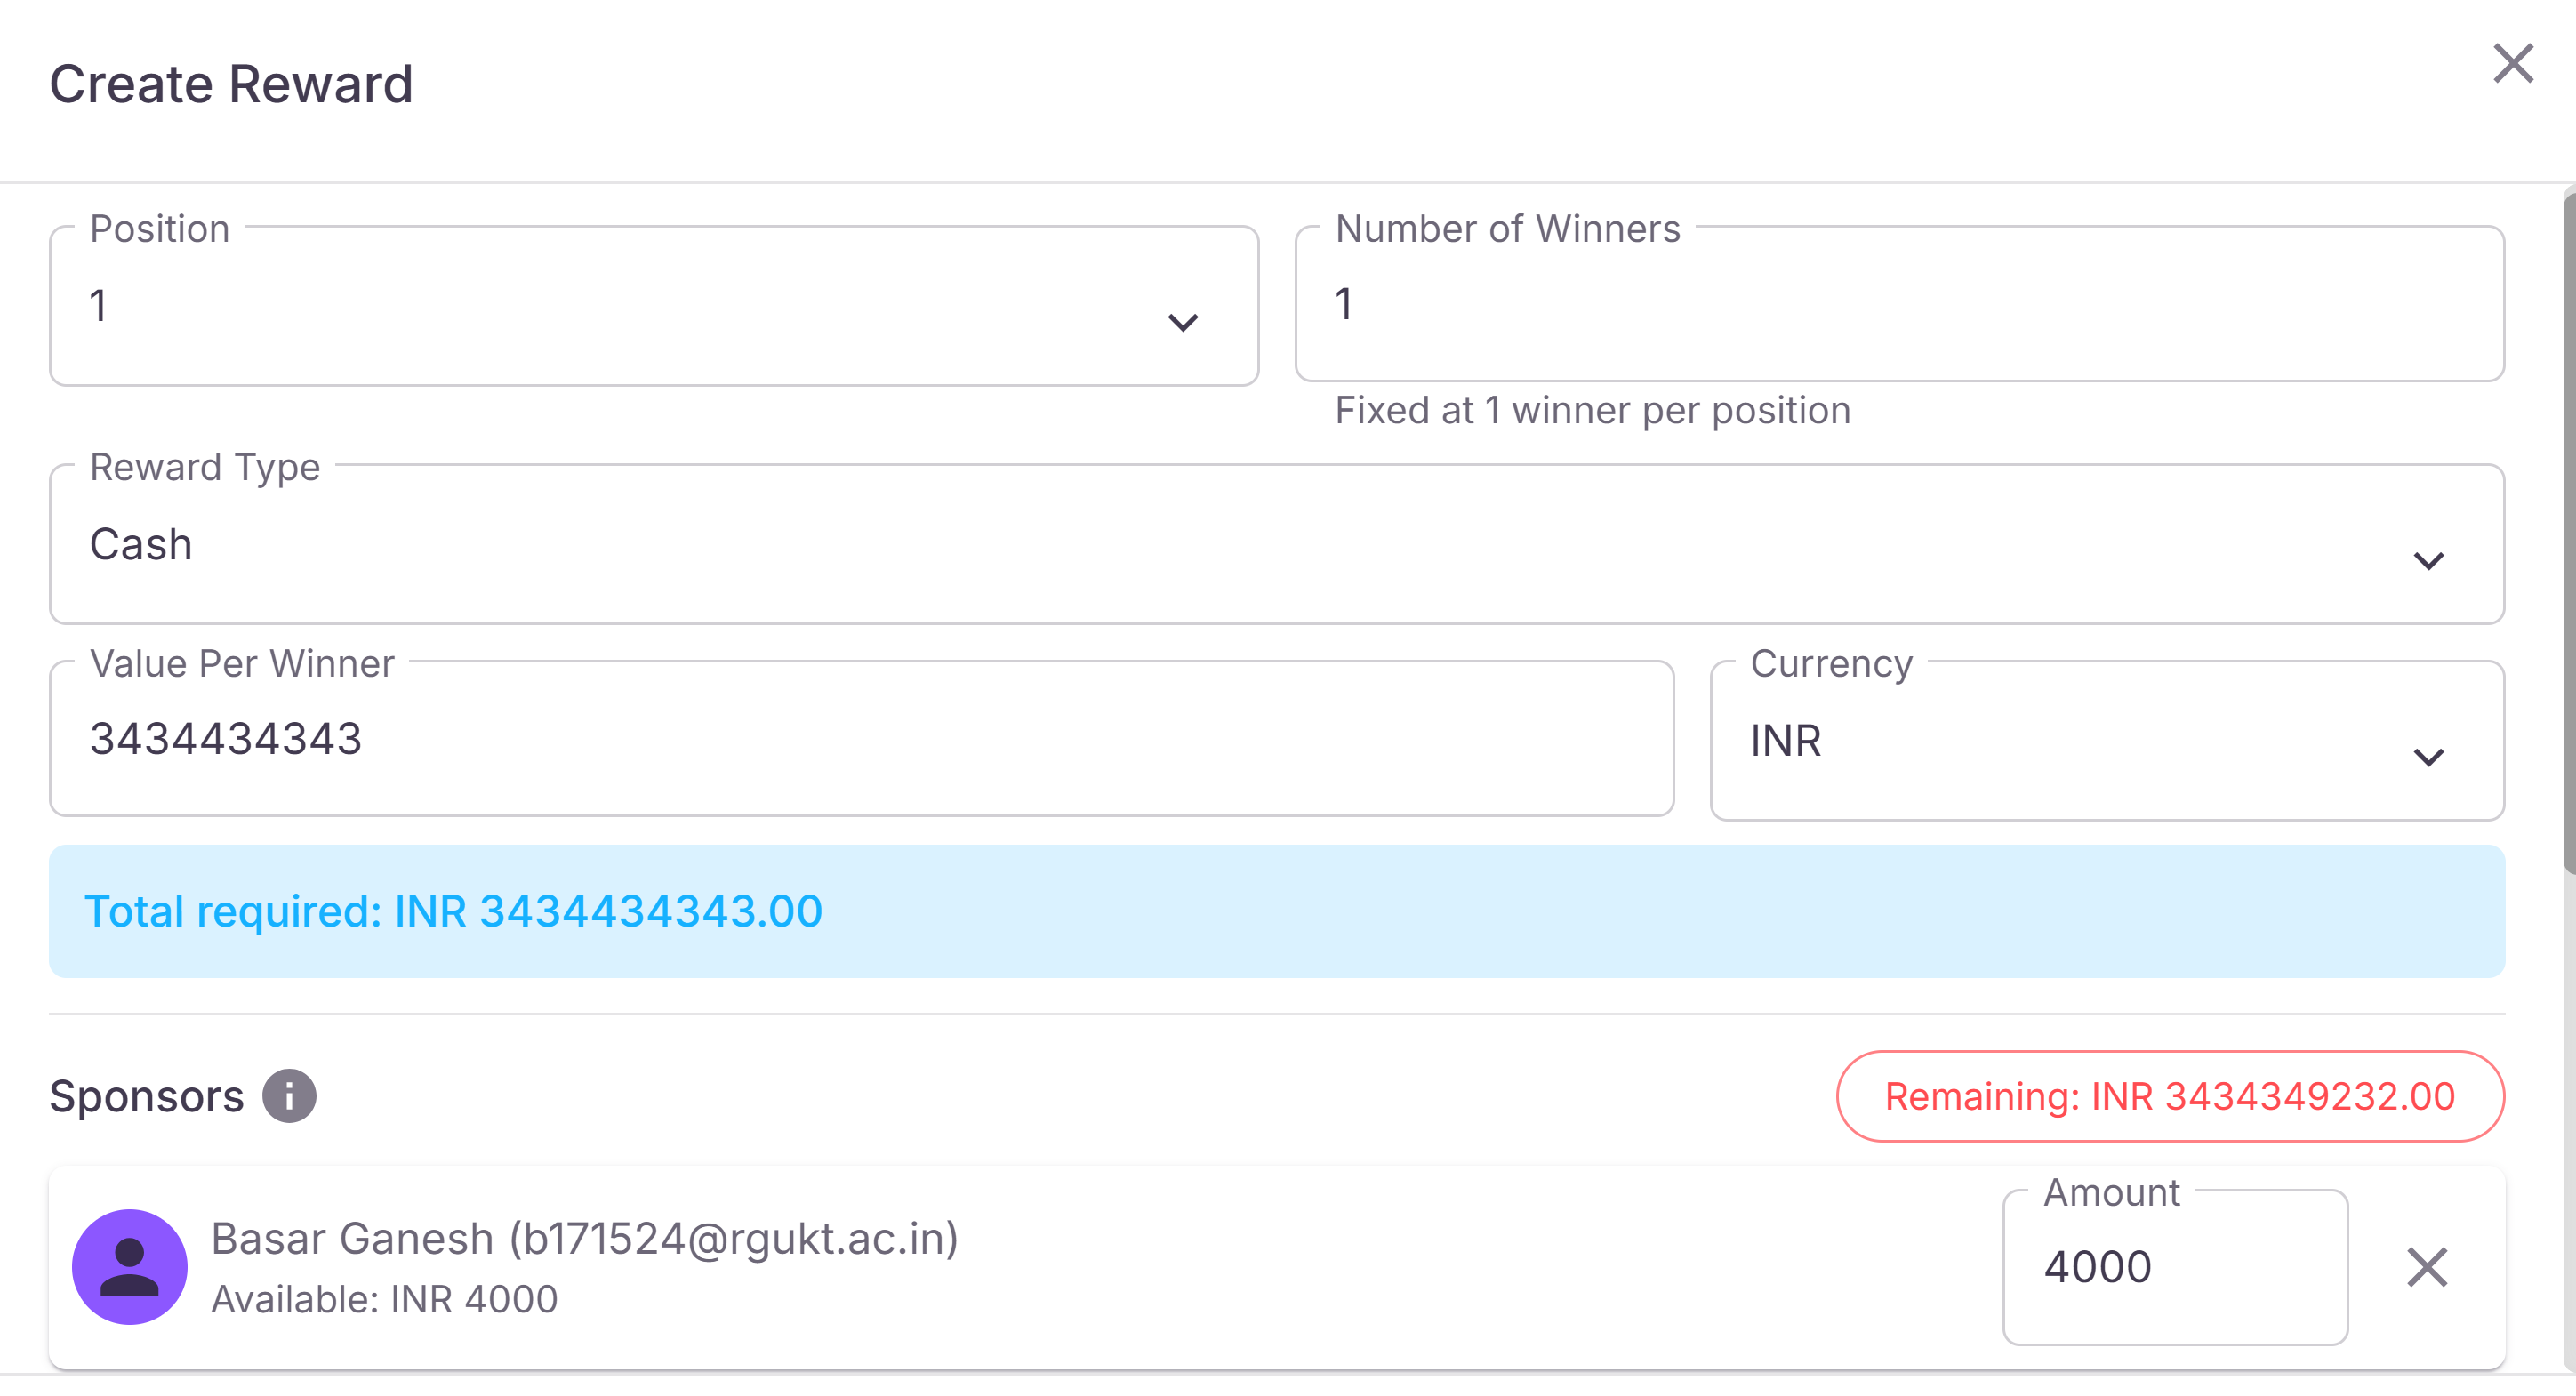 Create Reward
Position
1
Number of Winners
1
Fixed at 1 winner per position
Reward Type
Cash
Value Per Winner
3434434343
Currency
INR
Total required: INR 3434434343.00
Sponsors
Remaining: INR 3434349232.00
Basar Ganesh (b171524@rgukt.ac.in)
Available: INR 4000
Amount
4000